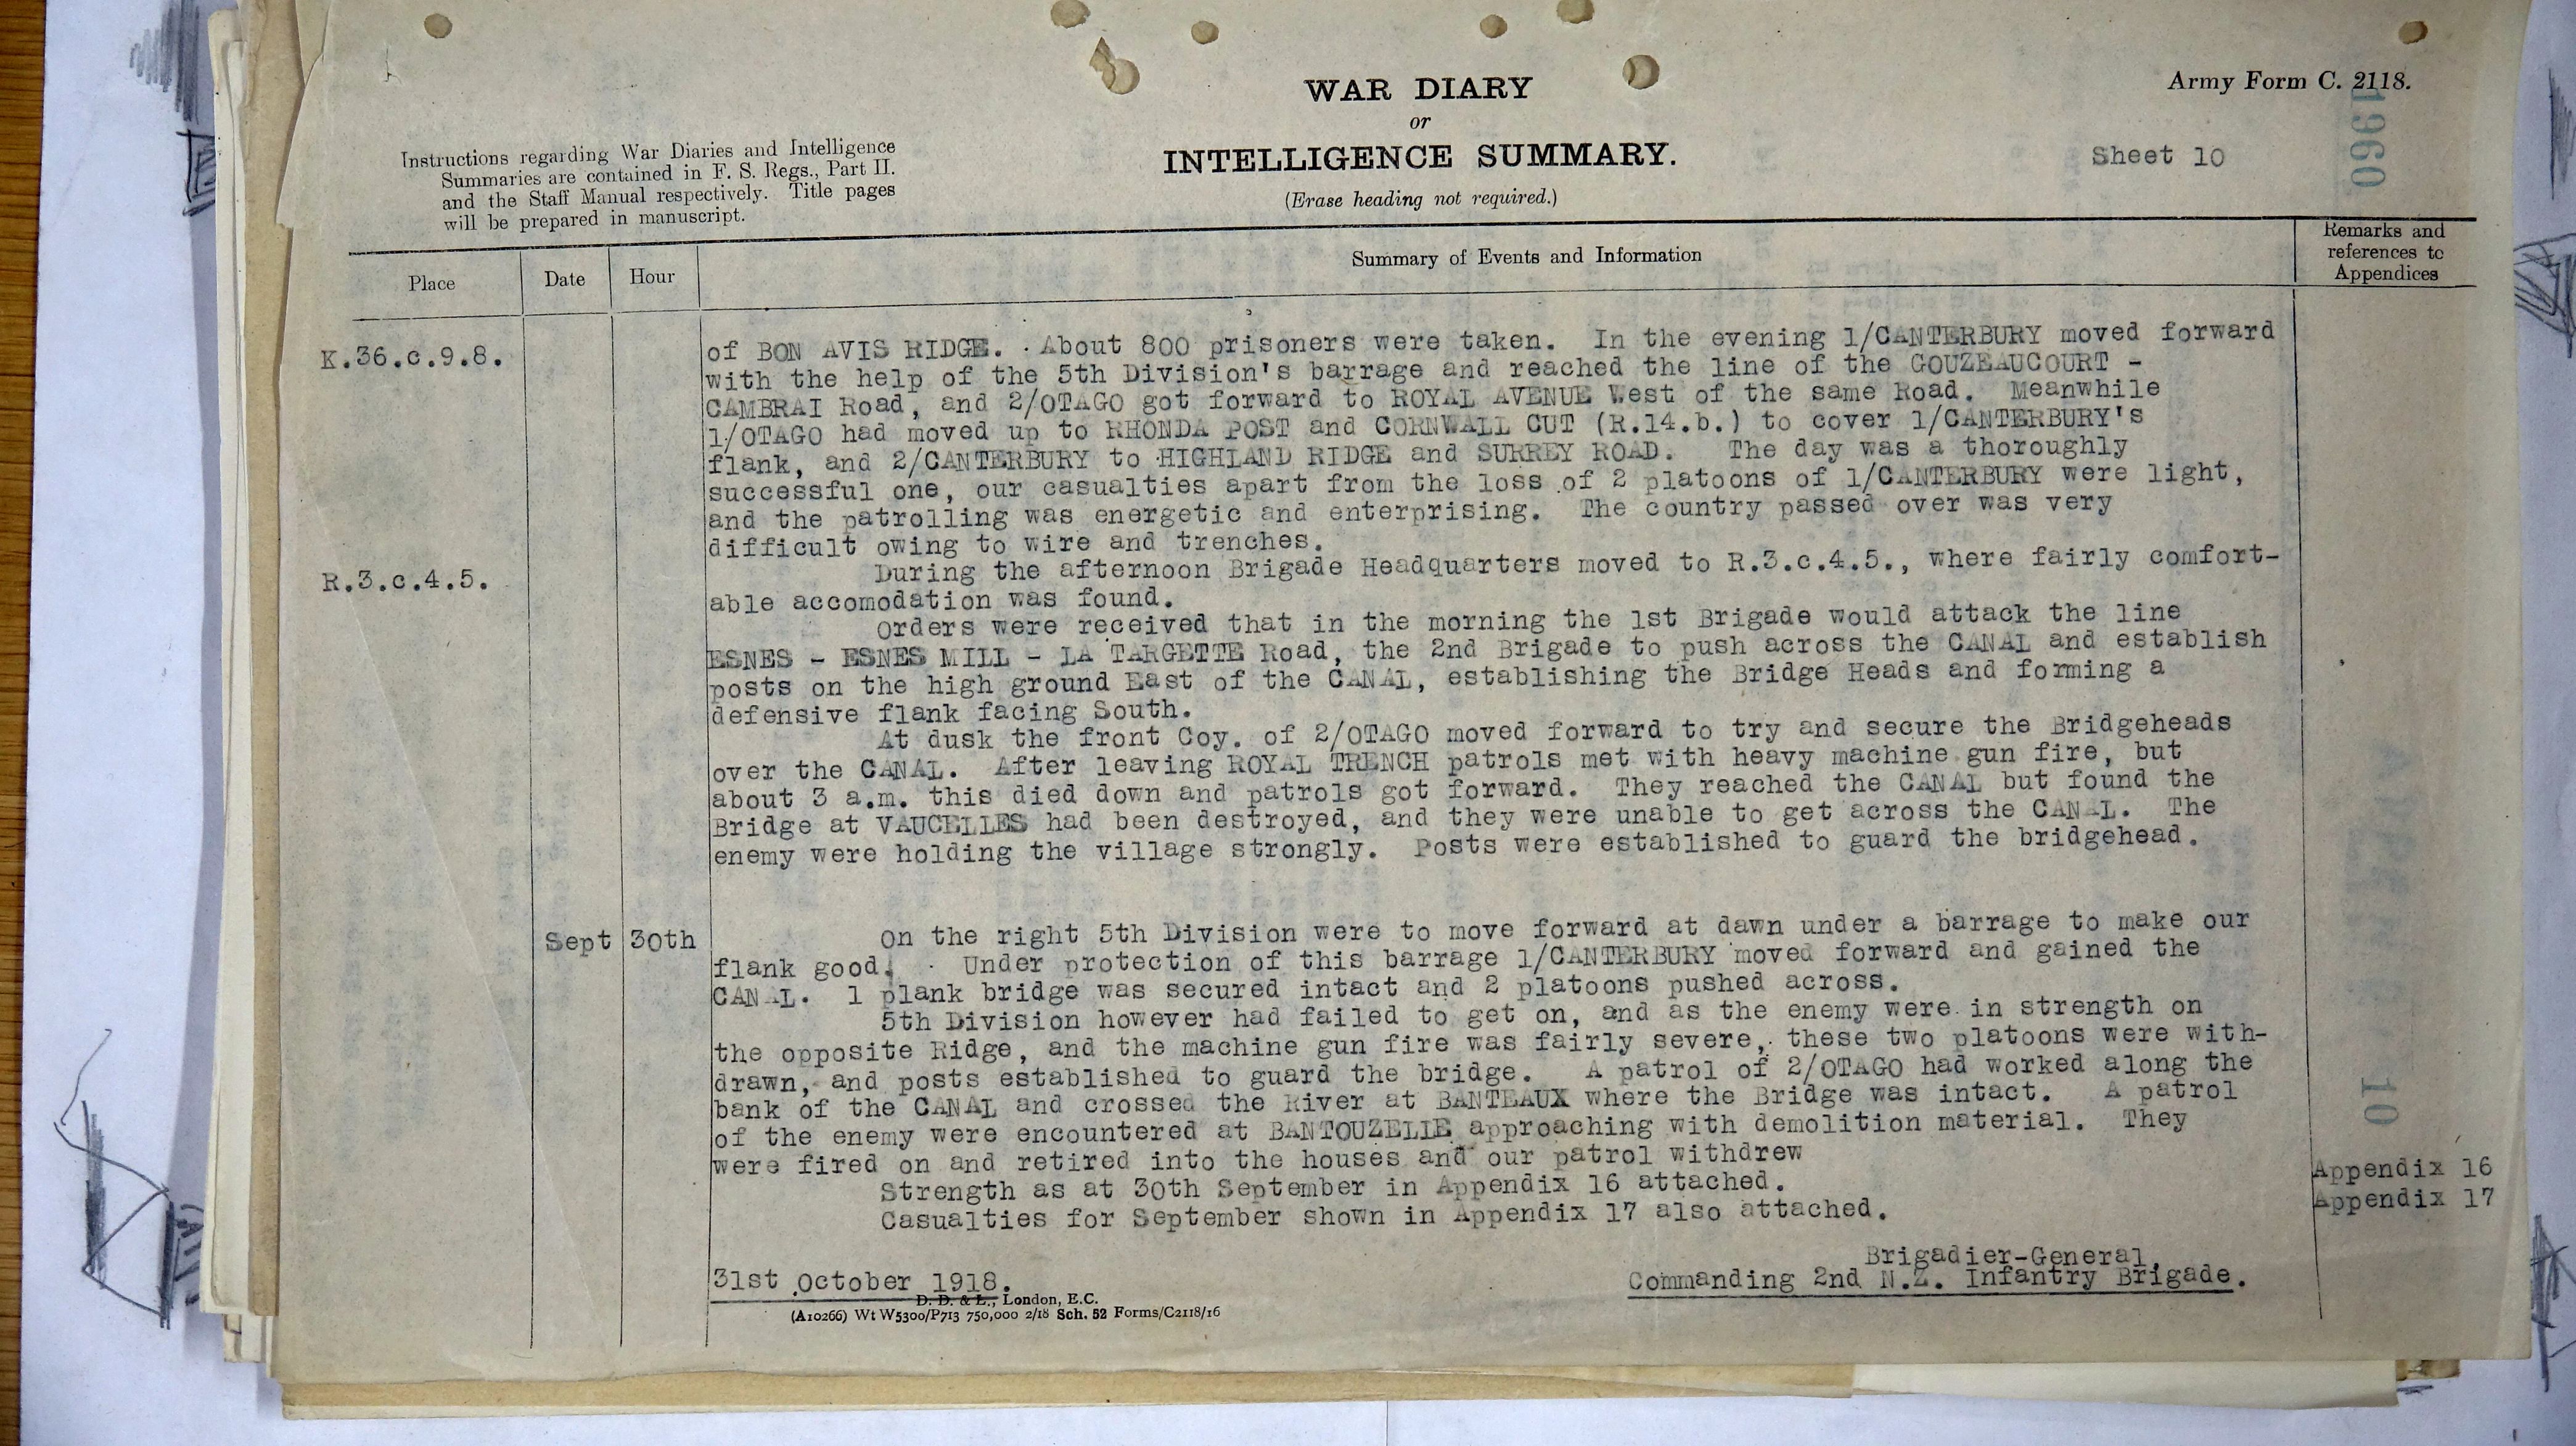 WAR DIARY
or
INTELLIGENCE SUMMARY.
(Erase heading not required.)
Army Form C. 2118.
Sheet 10
1960
Instructions regarding War Diaries and Intelligence
Summaries are contained in F. S. Regs., Part II.
and the Staff Manual respectively. Title pages
will be prepared in manuscript.
Place
Date
Hour
Summary of Events and Information
Remarks and
references to
Appendices
K.36.c.9.8.
of BON AVIS RIDGE. About 800 prisoners were taken. In the evening 1/CANTERBURY moved forward
with the help of the 5th Division's barrage and reached the line of the GOUZEAUCOURT -
CAMBRAI Road, and 2/OTAGO got forward to ROYAL AVENUE West of the same Road. Meanwhile
1/OTAGO had moved up to RHONDA POST and CORNWALL CUT (R.14.b.) to cover 1/CANTERBURY's
flank, and 2/CANTERBURY to HIGHLAND RIDGE and SURREY ROAD. The day was a thoroughly
successful one, our casualties apart from the loss of 2 platoons of 1/CANTERBURY were light,
and the patrolling was energetic and enterprising. The country passed over was very
difficult owing to wire and trenches.
R.3.c.4.5.
During the afternoon Brigade Headquarters moved to R.3.c.4.5., where fairly comfort-
able accomodation was found.
Orders were received that in the morning the 1st Brigade would attack the line
ESNES - ESNES MILL - LA TARGETTE Road, the 2nd Brigade to push across the CANAL and establish
posts on the high ground East of the CANAL, establishing the Bridge Heads and forming a
defensive flank facing South.
At dusk the front Coy. of 2/OTAGO moved forward to try and secure the Bridgeheads
over the CANAL. After leaving ROYAL TRENCH patrols met with heavy machine gun fire, but
about 3 a.m. this died down and patrols got forward. They reached the CANAL but found the
Bridge at VAUCELLES had been destroyed, and they were unable to get across the CANAL. The
enemy were holding the village strongly. Posts were established to guard the bridgehead.
Sept 30th
On the right 5th Division were to move forward at dawn under a barrage to make our
flank good. Under protection of this barrage 1/CANTERBURY moved forward and gained the
CANAL. 1 plank bridge was secured intact and 2 platoons pushed across.
5th Division however had failed to get on, and as the enemy were in strength on
the opposite Ridge, and the machine gun fire was fairly severe, these two platoons were with-
drawn, and posts established to guard the bridge. A patrol of 2/OTAGO had worked along the
bank of the CANAL and crossed the River at BANTEAUX where the Bridge was intact. A patrol
of the enemy were encountered at BANTOUZELIE approaching with demolition material. They
were fired on and retired into the houses and our patrol withdrew
Strength as at 30th September in Appendix 16 attached.
Casualties for September shown in Appendix 17 also attached.
10
Appendix 16
Appendix 17
Brigadier-General,
Commanding 2nd N.Z. Infantry Brigade.
31st October 1918.
D. D. & L., London, E.C.
(A10266) Wt W5300/P713 750,000 2/18 Sch. 52 Forms/C2118/16